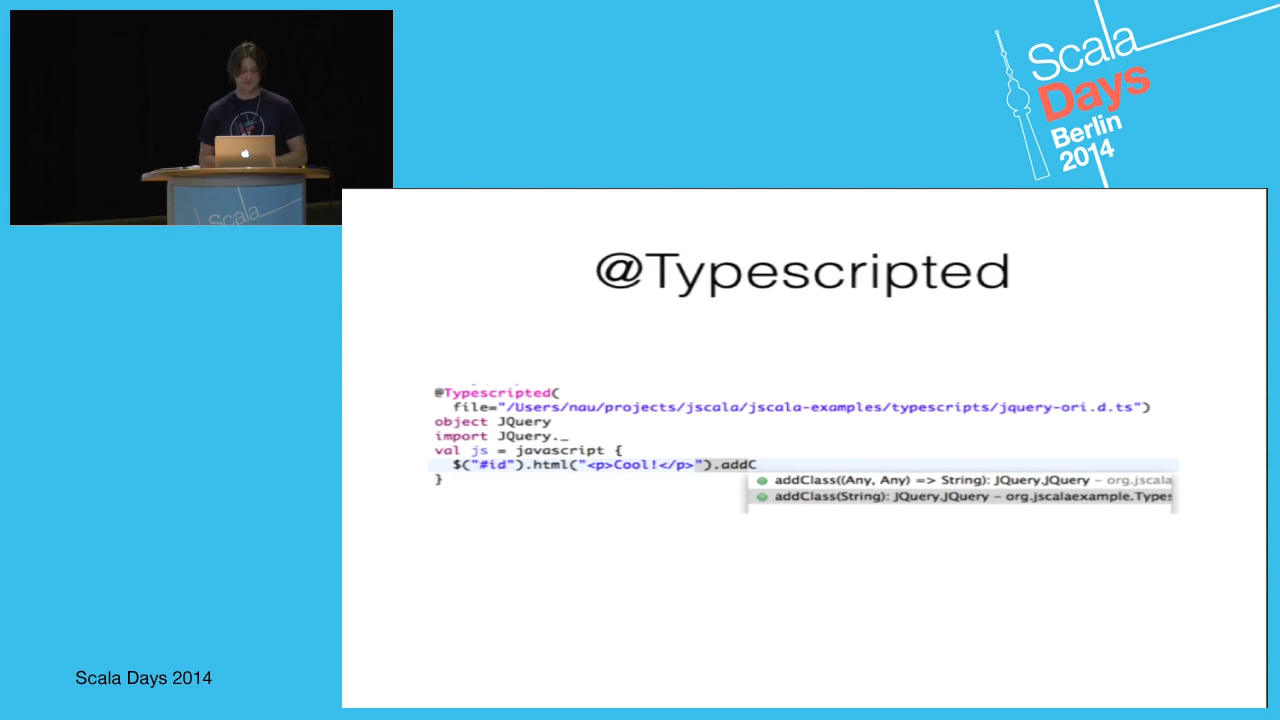 Scala
Days
Berlin
2014
Scala
@Typescripted
@Typescripted(
file="/Users/nau/projects/jscala/jscala-examples/typescripts/jquery-ori.d.ts")
object JQuery
import JQuery._
val js = javascript {
$("#id").html("<p>Cool!</p>").addC
}
addClass((Any, Any) => String): JQuery.JQuery – org.jscala
addClass(String): JQuery.JQuery – org.jscalaexample.Types
Scala Days 2014